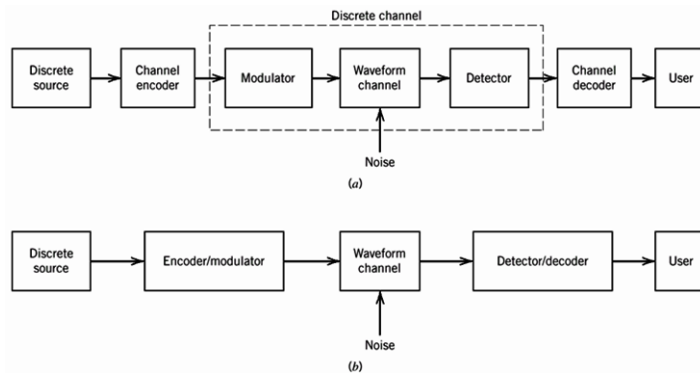 Discrete channel
Discrete
source
Channel
encoder
Modulator
Waveform
channel
Detector
Channel
decoder
User
Noise
(a)
Discrete
source
Encoder/modulator
Waveform
channel
Detector/decoder
User
Noise
(b)